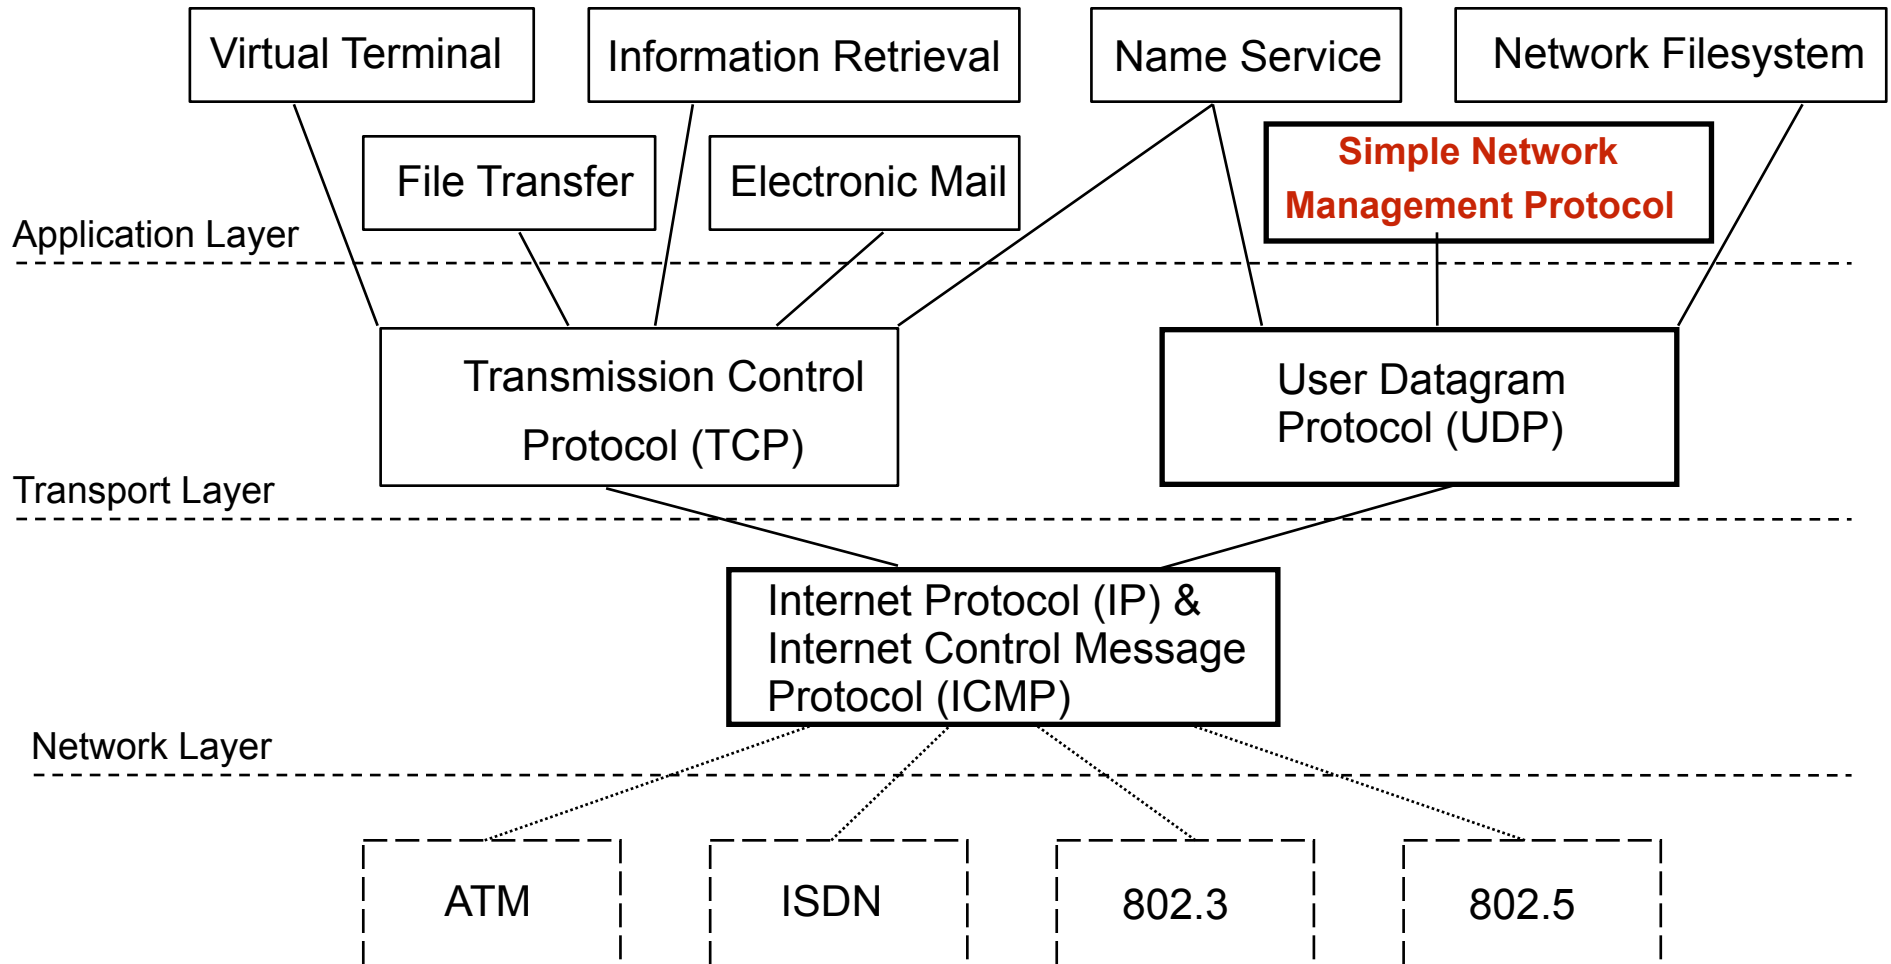 Virtual Terminal
Information Retrieval
Name Service
Network Filesystem
File Transfer
Electronic Mail
Simple Network
Management Protocol
Application Layer
Transmission Control
Protocol (TCP)
User Datagram
Protocol (UDP)
Transport Layer
Internet Protocol (IP) &
Internet Control Message
Protocol (ICMP)
Network Layer
ATM
ISDN
802.3
802.5